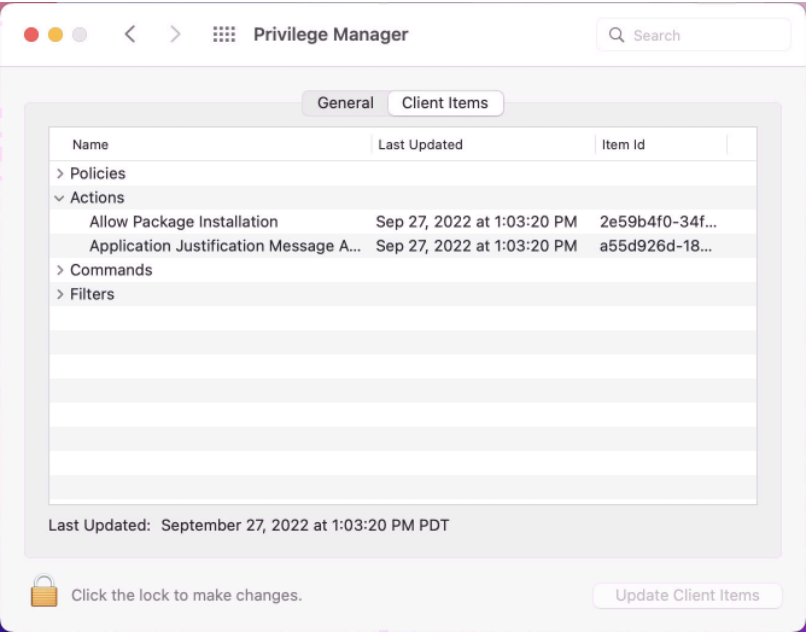 Privilege Manager
Search
General Client Items
Name Last Updated Item Id
Policies
Actions
Allow Package Installation Sep 27, 2022 at 1:03:20 PM 2e59b4f0-34f...
Application Justification Message A... Sep 27, 2022 at 1:03:20 PM a55d926d-18...
Commands
Filters
Last Updated: September 27, 2022 at 1:03:20 PM PDT
Click the lock to make changes.
Update Client Items